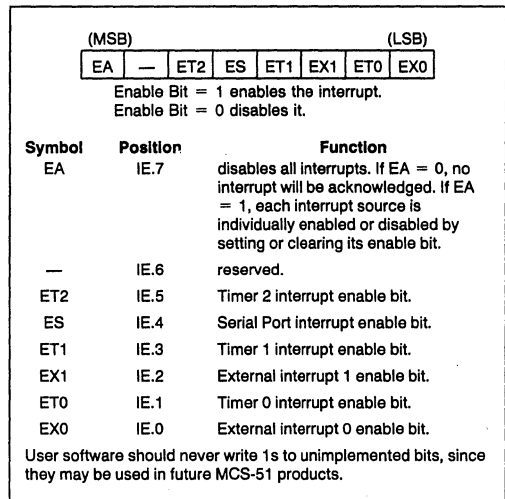 (MSB) (LSB)
EA — ET2 ES ET1 EX1 ET0 EX0
Enable Bit = 1 enables the interrupt.
Enable Bit = 0 disables it.
Symbol Position Function
EA IE.7 disables all interrupts. If EA = 0, no
interrupt will be acknowledged. If EA
= 1, each interrupt source is
individually enabled or disabled by
setting or clearing its enable bit.
— IE.6 reserved.
ET2 IE.5 Timer 2 interrupt enable bit.
ES IE.4 Serial Port interrupt enable bit.
ET1 IE.3 Timer 1 interrupt enable bit.
EX1 IE.2 External interrupt 1 enable bit.
ET0 IE.1 Timer 0 interrupt enable bit.
EX0 IE.0 External interrupt 0 enable bit.
User software should never write 1s to unimplemented bits, since
they may be used in future MCS-51 products.